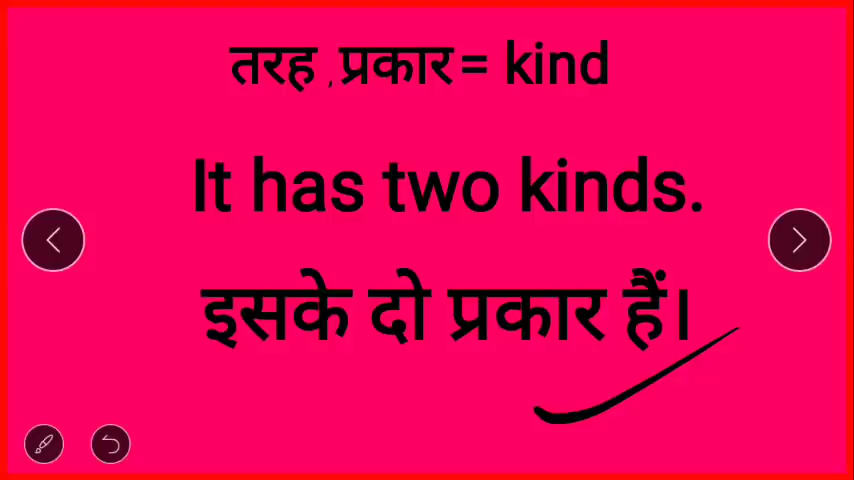 तरह , प्रकार = kind
It has two kinds.
इसके दो प्रकार हैं।